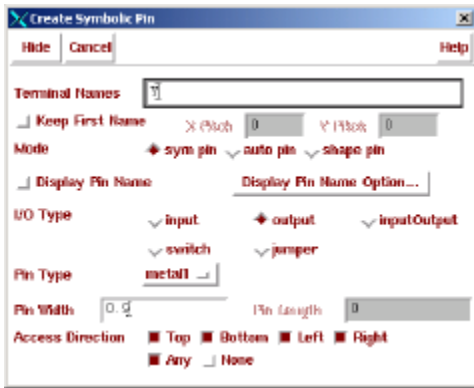 Create Symbolic Pin
Hide Cancel Help
Terminal Names Y
Keep First Name X Pitch 0 Y Pitch 0
Mode sym pin auto pin shape pin
Display Pin Name Display Pin Name Option...
I/O Type input output inputOutput
switch jumper
Pin Type metal1
Pin Width 0.9 Pin Length 0
Access Direction Top Bottom Left Right
Any None